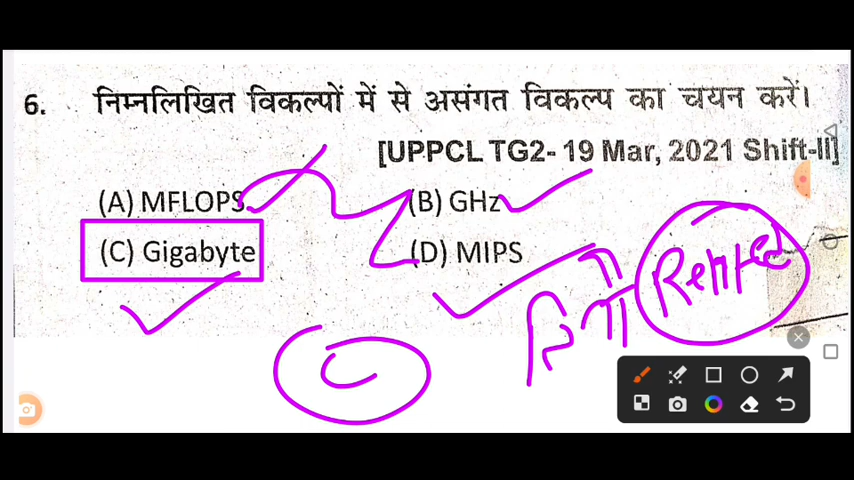 6. निम्नलिखित विकल्पों में से असंगत विकल्प का चयन करें।
[UPPCL TG2- 19 Mar, 2021 Shift-II]
(A) MFLOPS (B) GHz
(C) Gigabyte (D) MIPS
Related